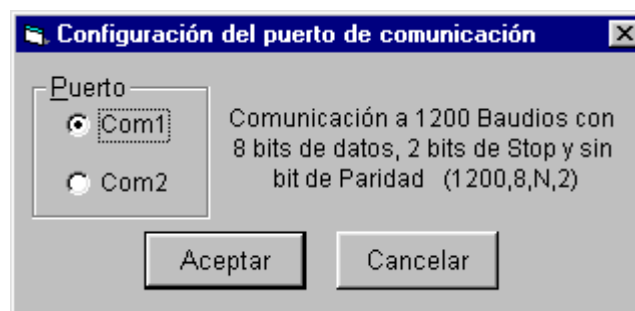 Configuración del puerto de comunicación
Puerto
Com1
Com2
Comunicación a 1200 Baudios con
8 bits de datos, 2 bits de Stop y sin
bit de Paridad (1200,8,N,2)
Aceptar
Cancelar